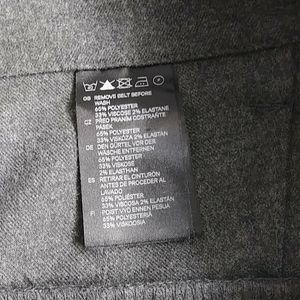 GB REMOVE BELT BEFORE
WASH
65% POLYESTER
33% VISCOSE 2% ELASTANE
CZ PŘED PRANÍM ODSTRAŇTE
PÁSEK
65% POLYESTER
33% VISKÓZA 2% ELASTAN
DE DEN GÜRTEL VOR DER
WÄSCHE ENTFERNEN
65% POLYESTER
33% VISKOSE
2% ELASTHAN
ES RETIRAR EL CINTURÓN
ANTES DE PROCEDER AL
LAVADO
65% POLIÉSTER
33% VISCOSA 2% ELASTANO
FI POIST VYÖ ENNEN PESUA
65% POLYESTERIÄ
33% VISKOOSIA